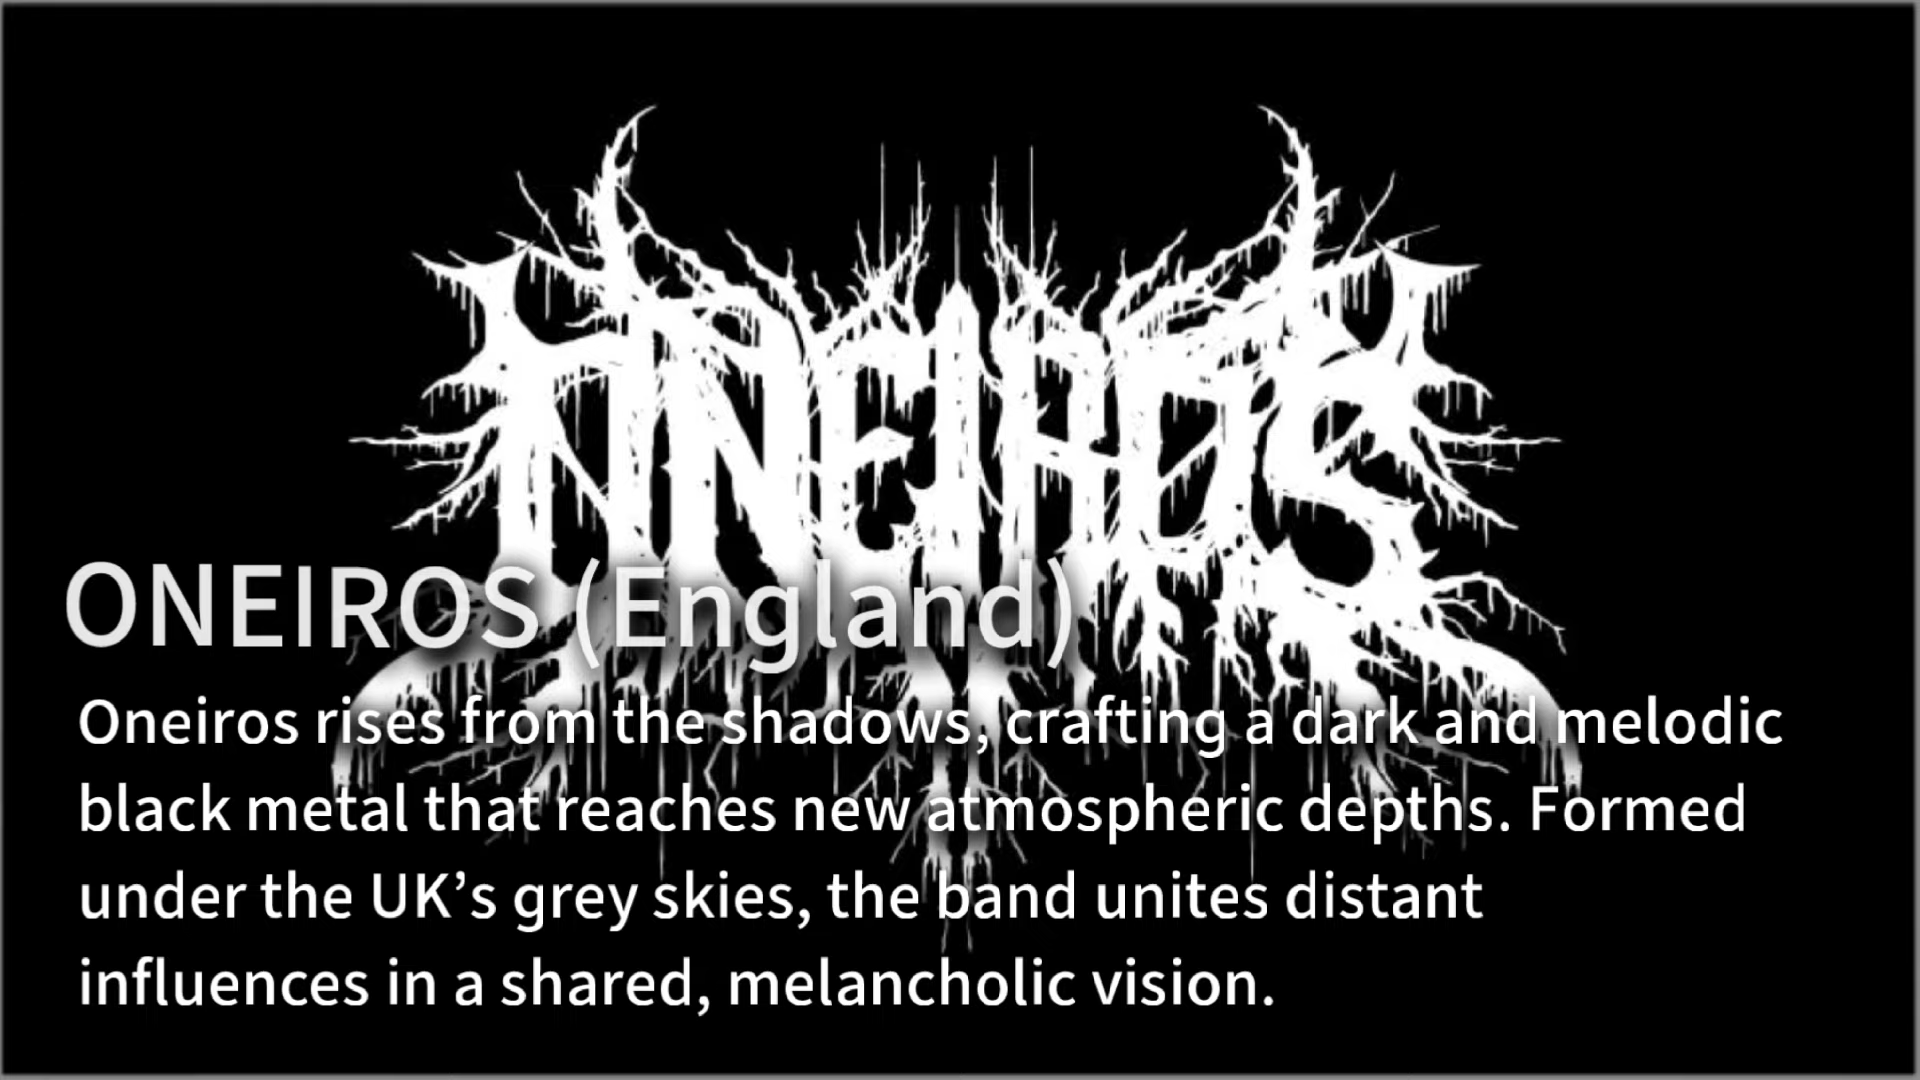 ONEIROS
ONEIROS (England)
Oneiros rises from the shadows, crafting a dark and melodic
black metal that reaches new atmospheric depths. Formed
under the UK’s grey skies, the band unites distant
influences in a shared, melancholic vision.